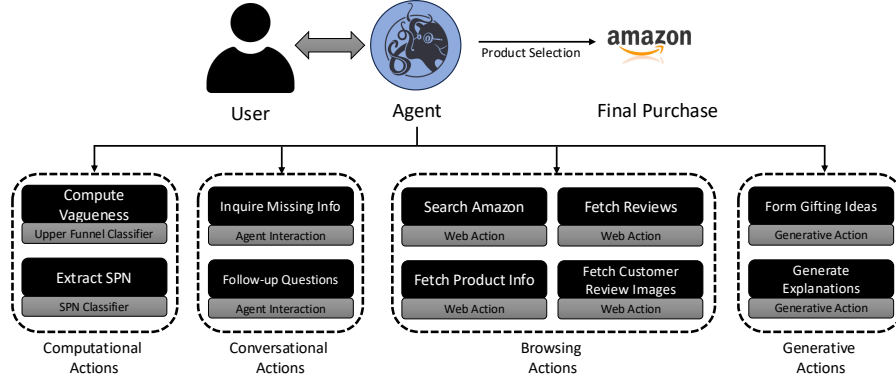 amazon
Product Selection
User
Agent
Final Purchase
Compute
Vagueness
Upper Funnel Classifier
Extract SPN
SPN Classifier
Computational
Actions
Inquire Missing Info
Agent Interaction
Follow-up Questions
Agent Interaction
Conversational
Actions
Search Amazon
Web Action
Fetch Reviews
Web Action
Fetch Product Info
Web Action
Fetch Customer
Review Images
Web Action
Browsing
Actions
Form Gifting Ideas
Generative Action
Generate
Explanations
Generative Action
Generative
Actions